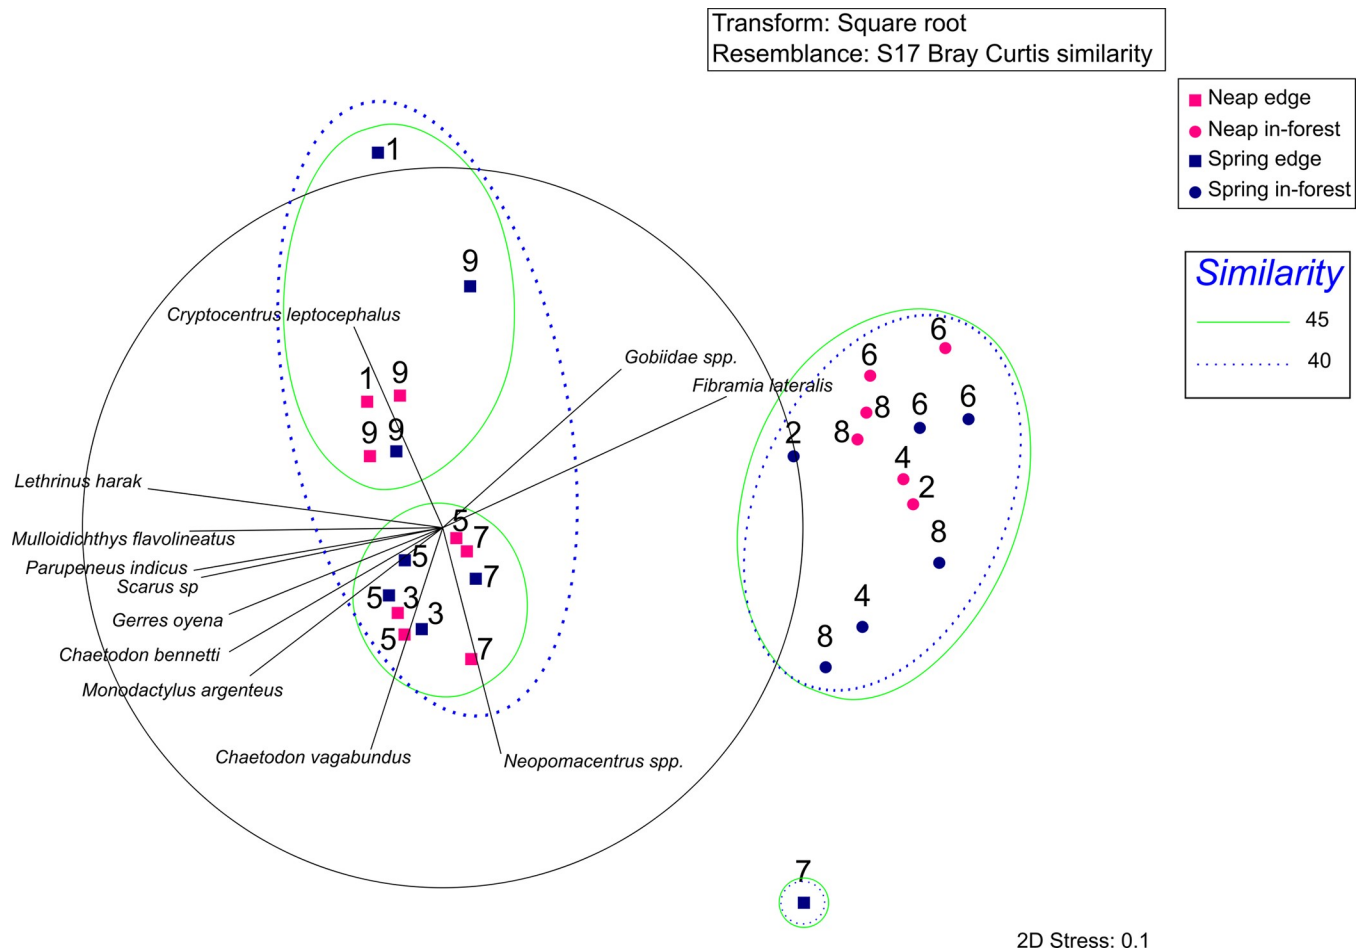 Transform: Square root
Resemblance: S17 Bray Curtis similarity
Neap edge
Neap in-forest
Spring edge
Spring in-forest
Similarity
45
40
1
9
Cryptocentrus leptocephalus
Gobiidae spp.
Fibramia lateralis
1
9
9
9
6
6
8
6
6
8
2
4
2
8
4
8
Lethrinus harak
Mulloidichthys flavolineatus
Parupeneus indicus
Scarus sp
Gerres oyena
Chaetodon bennetti
Monodactylus argenteus
Chaetodon vagabundus
Neopomacentrus spp.
5
7
5
7
5
3
3
5
7
7
2D Stress: 0.1